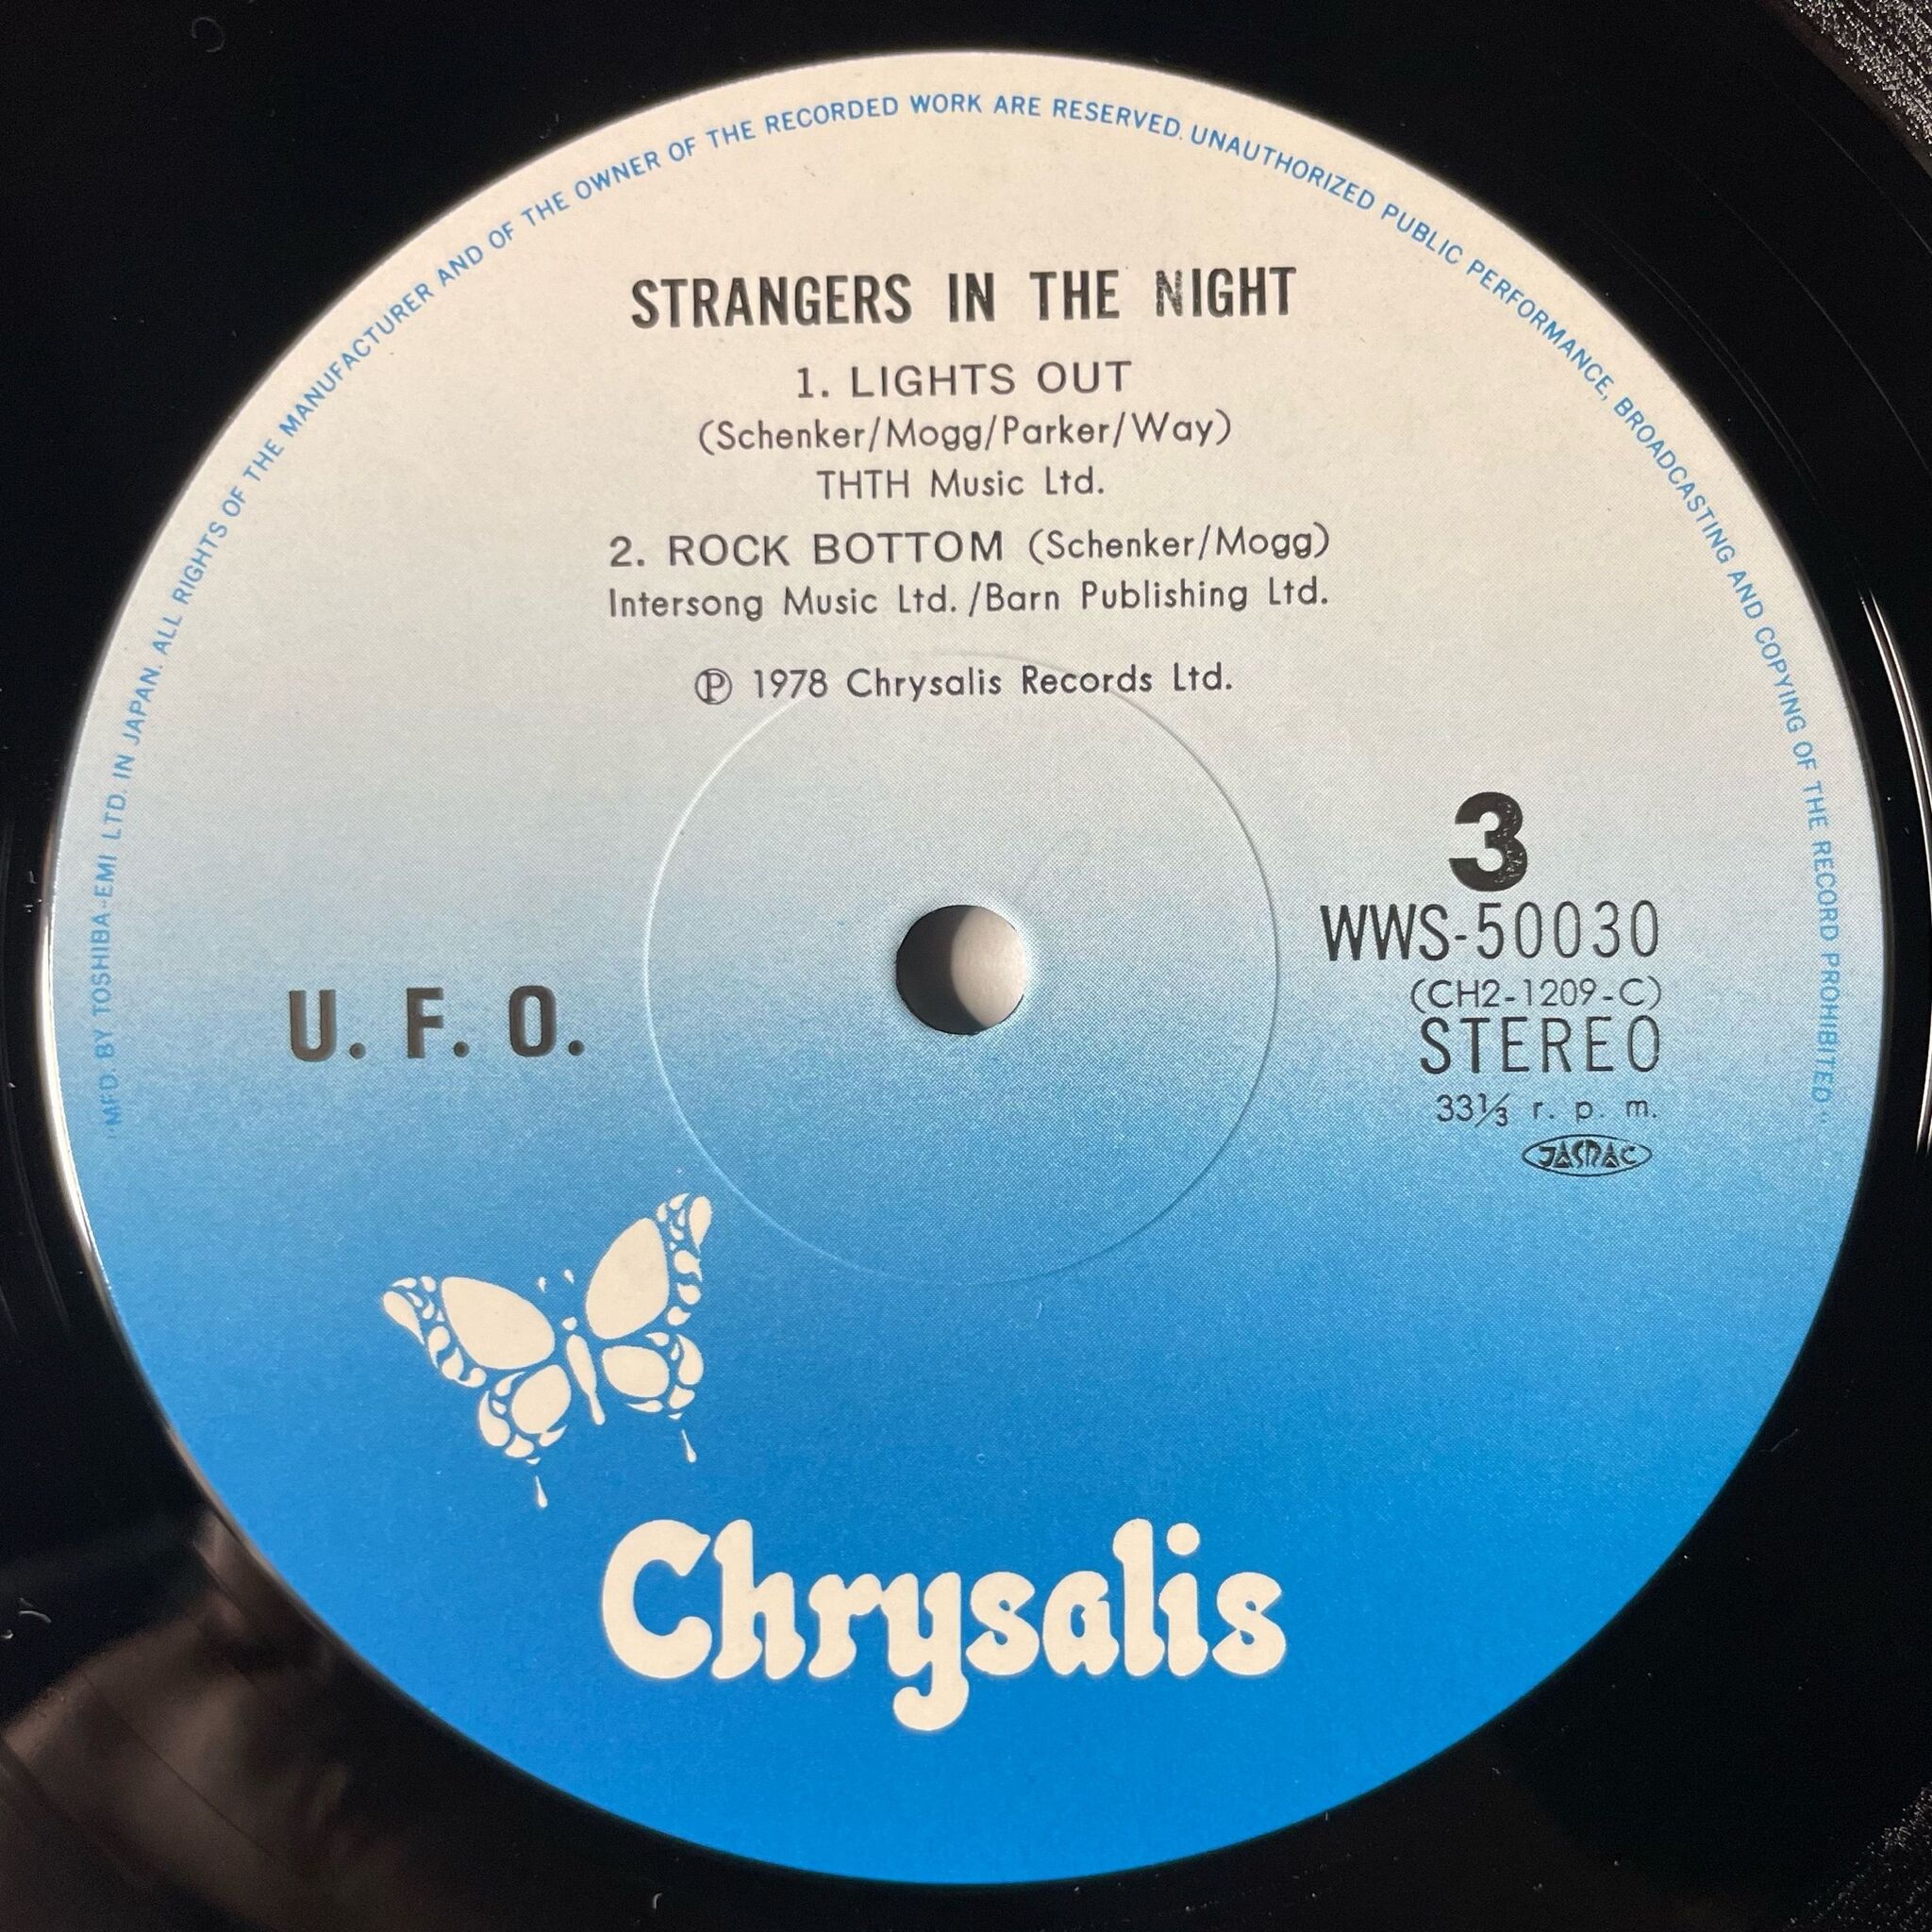 "MFD. BY TOSHIBA-EMI LTD. IN JAPAN. ALL RIGHTS OF THE MANUFACTURER AND OF THE OWNER OF THE RECORDED WORK ARE RESERVED. UNAUTHORIZED PUBLIC PERFORMANCE, BROADCASTING AND COPYING OF THE RECORD PROHIBITED."
STRANGERS IN THE NIGHT
1. LIGHTS OUT
(Schenker/Mogg/Parker/Way)
THTH Music Ltd.
2. ROCK BOTTOM (Schenker/Mogg)
Intersong Music Ltd. /Barn Publishing Ltd.
℗ 1978 Chrysalis Records Ltd.
U. F. O.
3
WWS-50030
(CH2-1209-C)
STEREO
33⅓ r. p. m.
JASRAC
Chrysalis